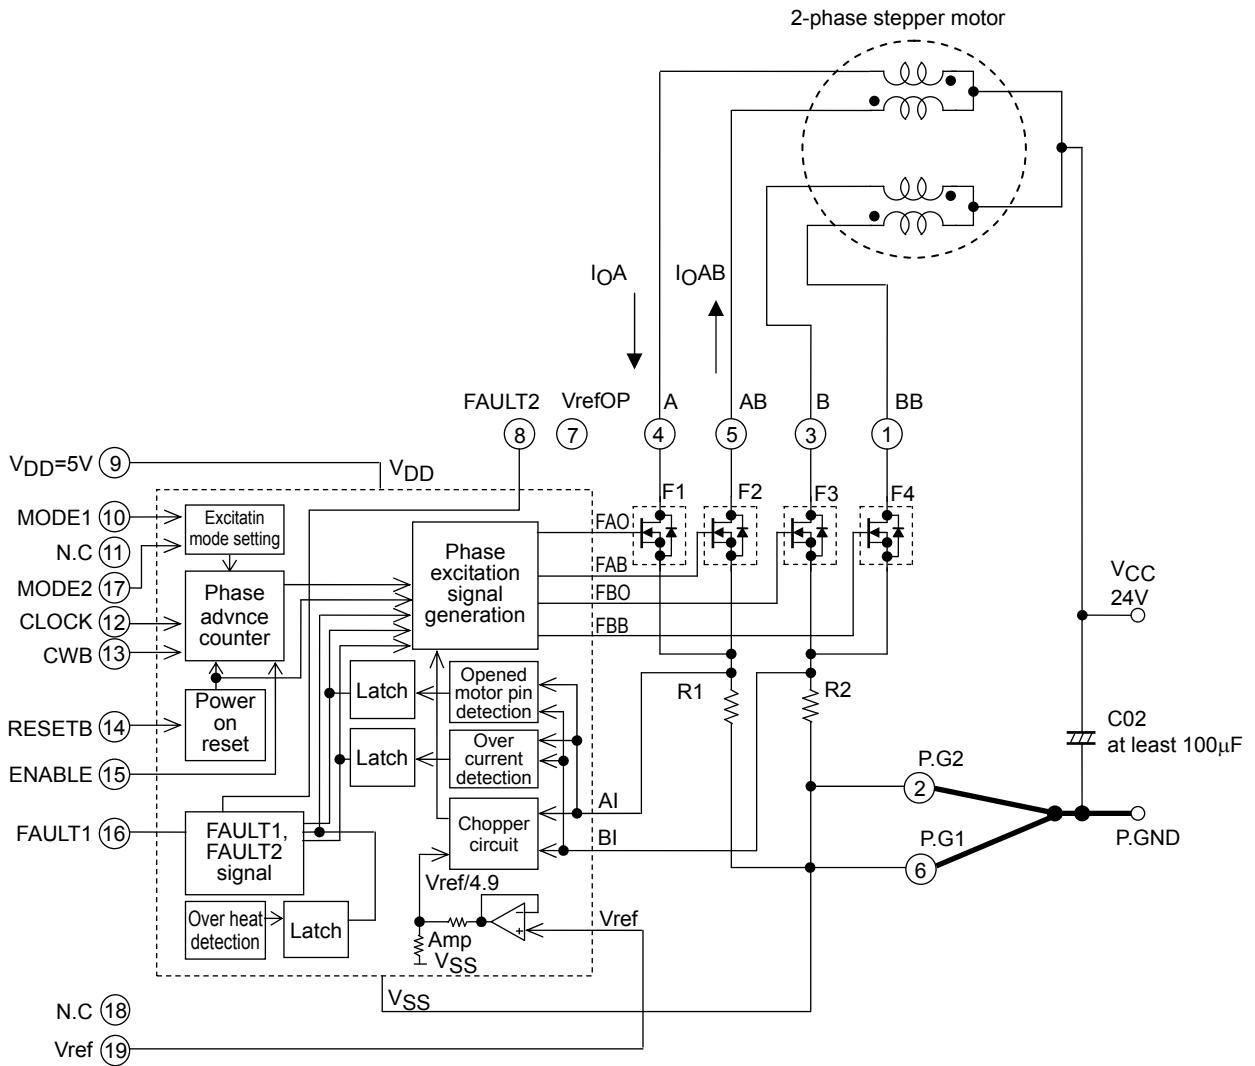 2-phase stepper motor
IOA
IOAB
FAULT2
VrefOP
A
AB
B
BB
8
7
4
5
3
1
VDD=5V 9
VDD
MODE1 10
N.C 11
MODE2 17
CLOCK 12
CWB 13
RESETB 14
ENABLE 15
FAULT1 16
Excitatin
mode setting
Phase
advnce
counter
Power
on
reset
FAULT1,
FAULT2
signal
Over heat
detection
Latch
Latch
Latch
Phase
excitation
signal
generation
Opened
motor pin
detection
Over
current
detection
Chopper
circuit
Vref/4.9
Amp
VSS
FAO
FAB
FBO
FBB
F1
F2
F3
F4
AI
BI
Vref
R1
R2
VCC
24V
C02
at least 100μF
P.G2
2
P.G1
6
P.GND
VSS
N.C 18
Vref 19